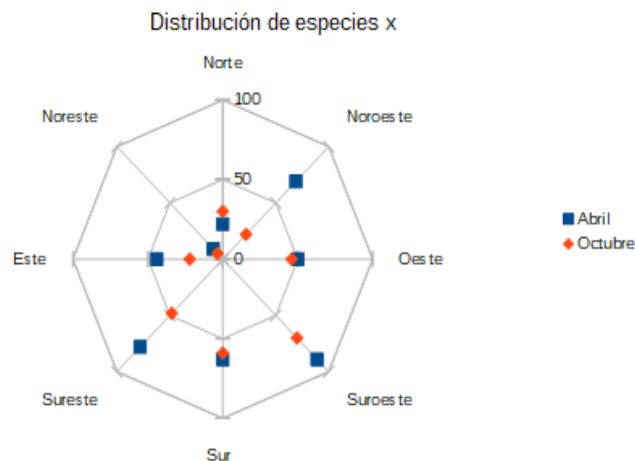 Distribución de especies x
Norte
Noreste
100
Noroeste
50
Abril
Octubre
Este
0
Oeste
Sureste
Suroeste
Sur